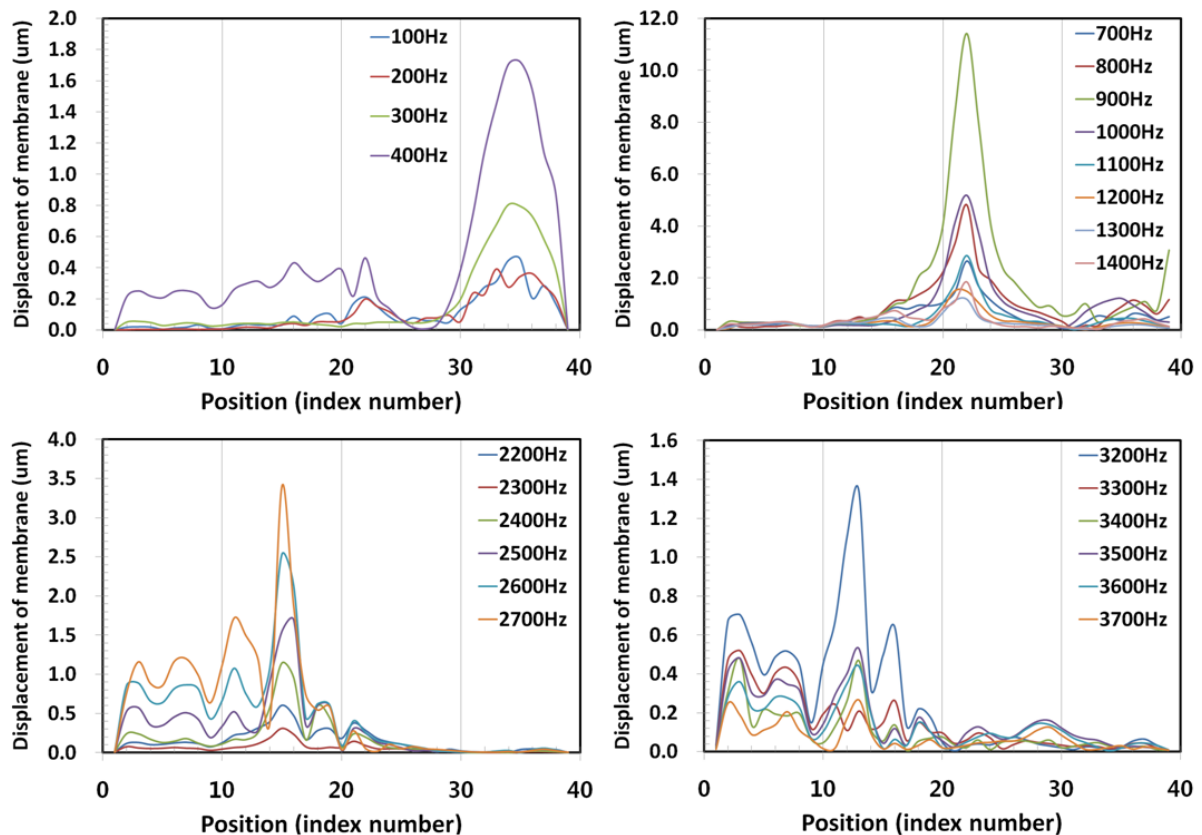 Displacement of membrane (um)
2.0
1.8
1.6
1.4
1.2
1.0
0.8
0.6
0.4
0.2
0.0
100Hz
200Hz
300Hz
400Hz
0 10 20 30 40
Position (index number)
Displacement of membrane (um)
12.0
10.0
8.0
6.0
4.0
2.0
0.0
700Hz
800Hz
900Hz
1000Hz
1100Hz
1200Hz
1300Hz
1400Hz
0 10 20 30 40
Position (index number)
Displacement of membrane (um)
4.0
3.5
3.0
2.5
2.0
1.5
1.0
0.5
0.0
2200Hz
2300Hz
2400Hz
2500Hz
2600Hz
2700Hz
0 10 20 30 40
Position (index number)
Displacement of membrane (um)
1.6
1.4
1.2
1.0
0.8
0.6
0.4
0.2
0.0
3200Hz
3300Hz
3400Hz
3500Hz
3600Hz
3700Hz
0 10 20 30 40
Position (index number)